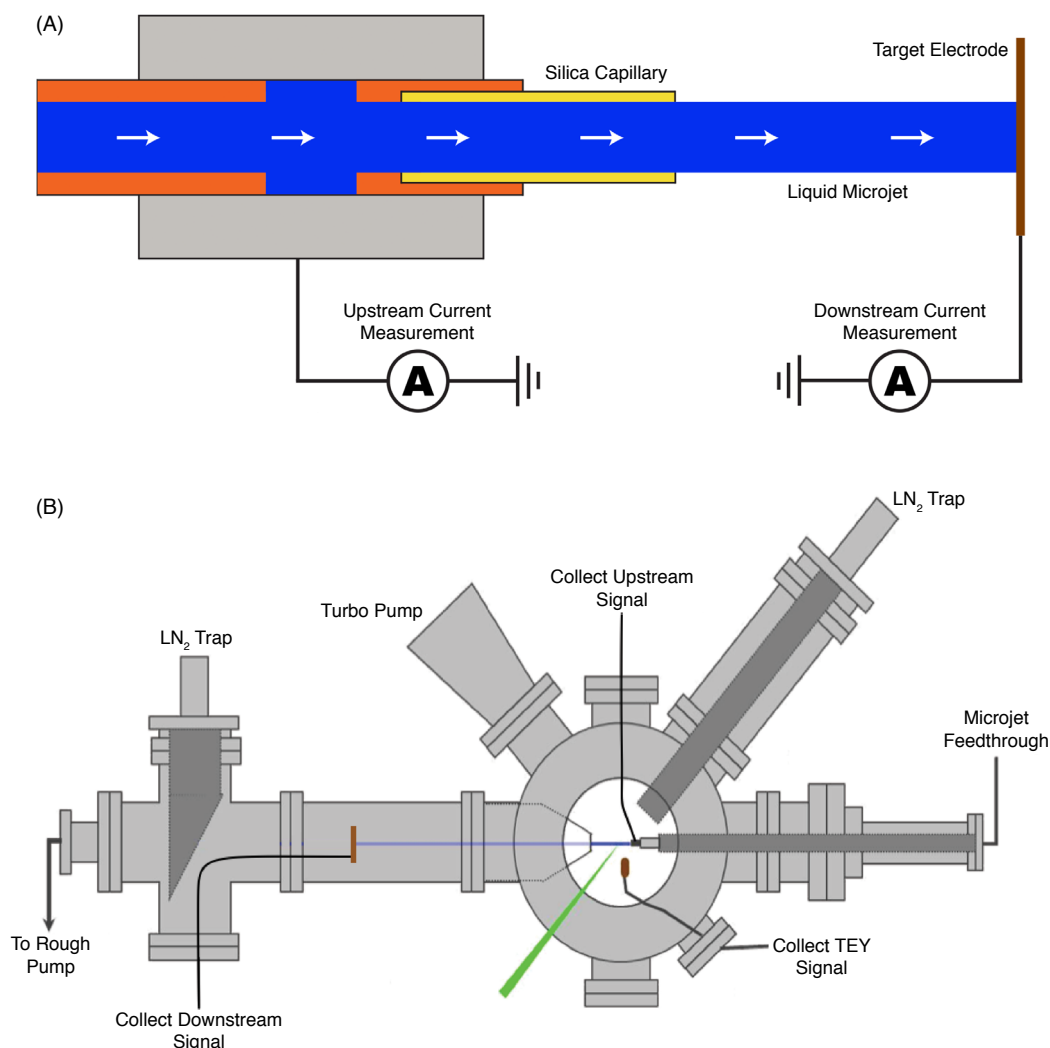 (A)
Target Electrode
Silica Capillary
Liquid Microjet
Upstream Current
Measurement
Downstream Current
Measurement
A
A
(B)
LN₂ Trap
Collect Upstream
Signal
Turbo Pump
LN₂ Trap
Microjet
Feedthrough
To Rough
Pump
Collect TEY
Signal
Collect Downstream
Signal